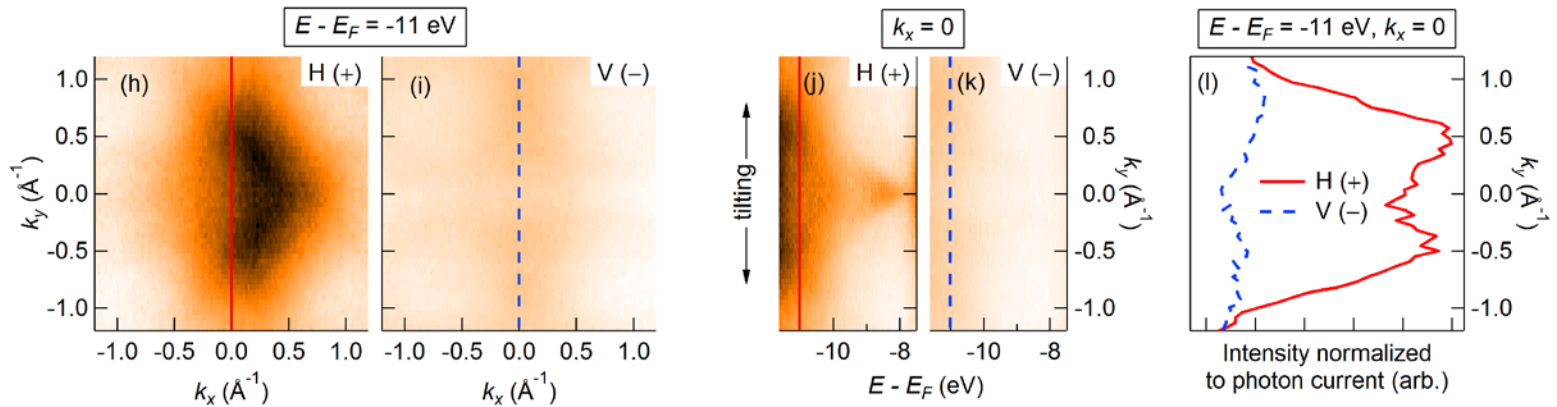 E - E_F = -11 eV
k_x = 0
E - E_F = -11 eV, k_x = 0
(h)
H (+)
(i)
V (–)
(j)
H (+)
(k)
V (–)
(l)
1.0
0.5
0.0
-0.5
-1.0
k_y (Å⁻¹)
-1.0
-0.5
0.0
0.5
1.0
k_x (Å⁻¹)
-1.0
-0.5
0.0
0.5
1.0
k_x (Å⁻¹)
tilting
-10
-8
-10
-8
E - E_F (eV)
1.0
0.5
0.0
-0.5
-1.0
k_y (Å⁻¹)
H (+)
V (–)
1.0
0.5
0.0
-0.5
-1.0
k_y (Å⁻¹)
Intensity normalized
to photon current (arb.)